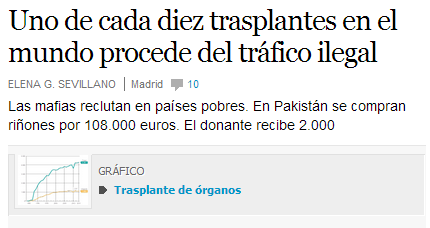 Uno de cada diez trasplantes en el
mundo procede del tráfico ilegal
ELENA G. SEVILLANO | Madrid 10
Las mafias reclutan en países pobres. En Pakistán se compran
riñones por 108.000 euros. El donante recibe 2.000
GRÁFICO
Trasplante de órganos